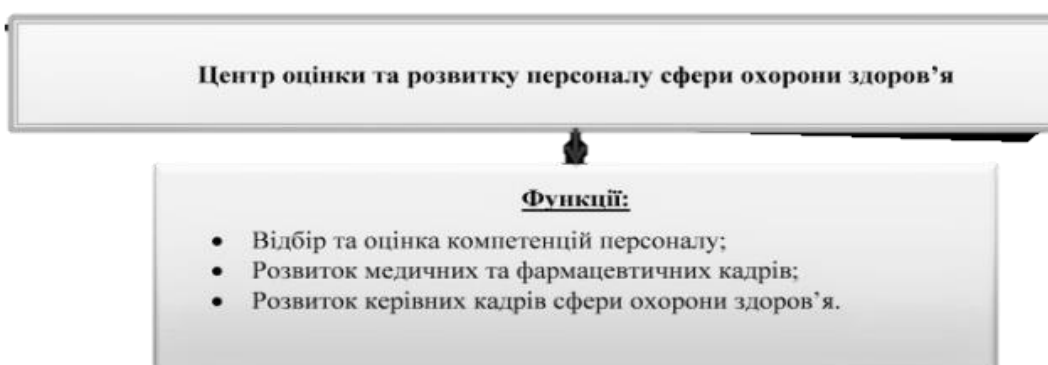 Центр оцінки та розвитку персоналу сфери охорони здоров’я
Функції:
• Відбір та оцінка компетенцій персоналу;
• Розвиток медичних та фармацевтичних кадрів;
• Розвиток керівних кадрів сфери охорони здоров’я.